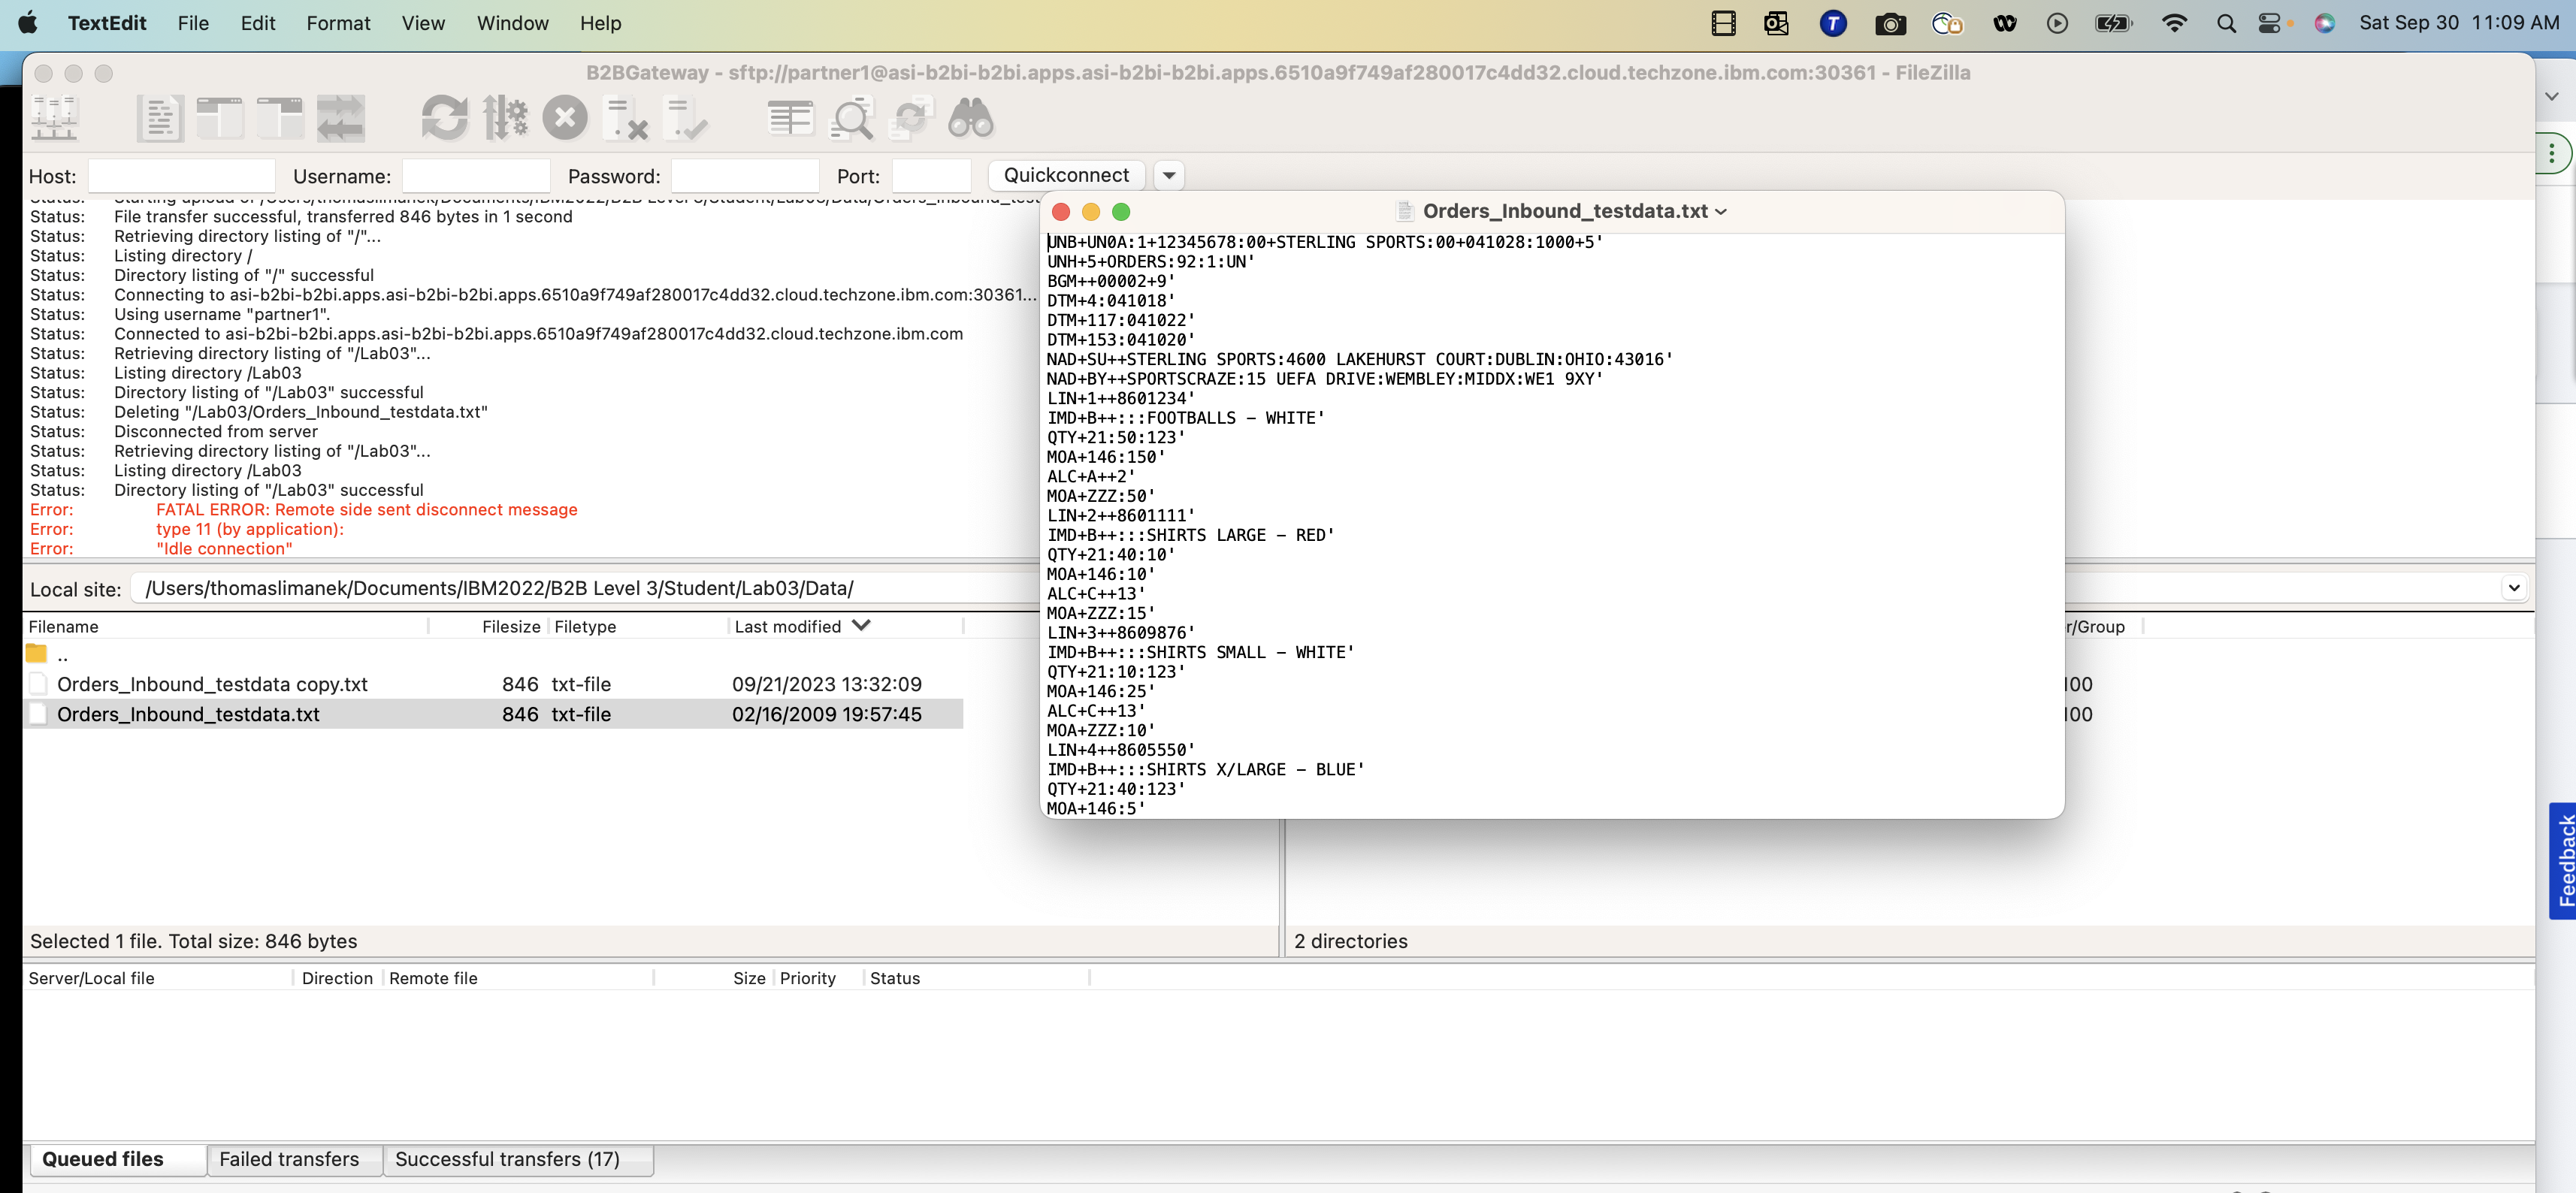 TextEdit File Edit Format View Window Help
Sat Sep 30 11:09 AM
B2BGateway - sftp://partner1@asi-b2bi-b2bi.apps.asi-b2bi-b2bi.apps.6510a9f749af280017c4dd32.cloud.techzone.ibm.com:30361 - FileZilla
Host: Username: Password: Port: Quickconnect
Status: Starting upload of /Users/thomaslimanek/Documents/IBM2022/B2B Level 3/Student/Lab03/Data/Orders_Inbound_test
Status: File transfer successful, transferred 846 bytes in 1 second
Status: Retrieving directory listing of "/"...
Status: Listing directory /
Status: Directory listing of "/" successful
Status: Connecting to asi-b2bi-b2bi.apps.asi-b2bi-b2bi.apps.6510a9f749af280017c4dd32.cloud.techzone.ibm.com:30361...
Status: Using username "partner1".
Status: Connected to asi-b2bi-b2bi.apps.asi-b2bi-b2bi.apps.6510a9f749af280017c4dd32.cloud.techzone.ibm.com
Status: Retrieving directory listing of "/Lab03"...
Status: Listing directory /Lab03
Status: Directory listing of "/Lab03" successful
Status: Deleting "/Lab03/Orders_Inbound_testdata.txt"
Status: Disconnected from server
Status: Retrieving directory listing of "/Lab03"...
Status: Listing directory /Lab03
Status: Directory listing of "/Lab03" successful
Error: FATAL ERROR: Remote side sent disconnect message
Error: type 11 (by application):
Error: "Idle connection"
Orders_Inbound_testdata.txt
UNB+UN0A:1+12345678:00+STERLING SPORTS:00+041028:1000+5'
UNH+5+ORDERS:92:1:UN'
BGM++00002+9'
DTM+4:041018'
DTM+117:041022'
DTM+153:041020'
NAD+SU++STERLING SPORTS:4600 LAKEHURST COURT:DUBLIN:OHIO:43016'
NAD+BY++SPORTSCRAZE:15 UEFA DRIVE:WEMBLEY:MIDDX:WE1 9XY'
LIN+1++8601234'
IMD+B++:::FOOTBALLS – WHITE'
QTY+21:50:123'
MOA+146:150'
ALC+A++2'
MOA+ZZZ:50'
LIN+2++8601111'
IMD+B++:::SHIRTS LARGE – RED'
QTY+21:40:10'
MOA+146:10'
ALC+C++13'
MOA+ZZZ:15'
LIN+3++8609876'
IMD+B++:::SHIRTS SMALL – WHITE'
QTY+21:10:123'
MOA+146:25'
ALC+C++13'
MOA+ZZZ:10'
LIN+4++8605550'
IMD+B++:::SHIRTS X/LARGE – BLUE'
QTY+21:40:123'
MOA+146:5'
Local site: /Users/thomaslimanek/Documents/IBM2022/B2B Level 3/Student/Lab03/Data/
Filename Filesize Filetype Last modified
..
Orders_Inbound_testdata copy.txt 846 txt-file 09/21/2023 13:32:09
Orders_Inbound_testdata.txt 846 txt-file 02/16/2009 19:57:45
r/Group
100
100
Feedback
Selected 1 file. Total size: 846 bytes
2 directories
Server/Local file Direction Remote file Size Priority Status
Queued files Failed transfers Successful transfers (17)